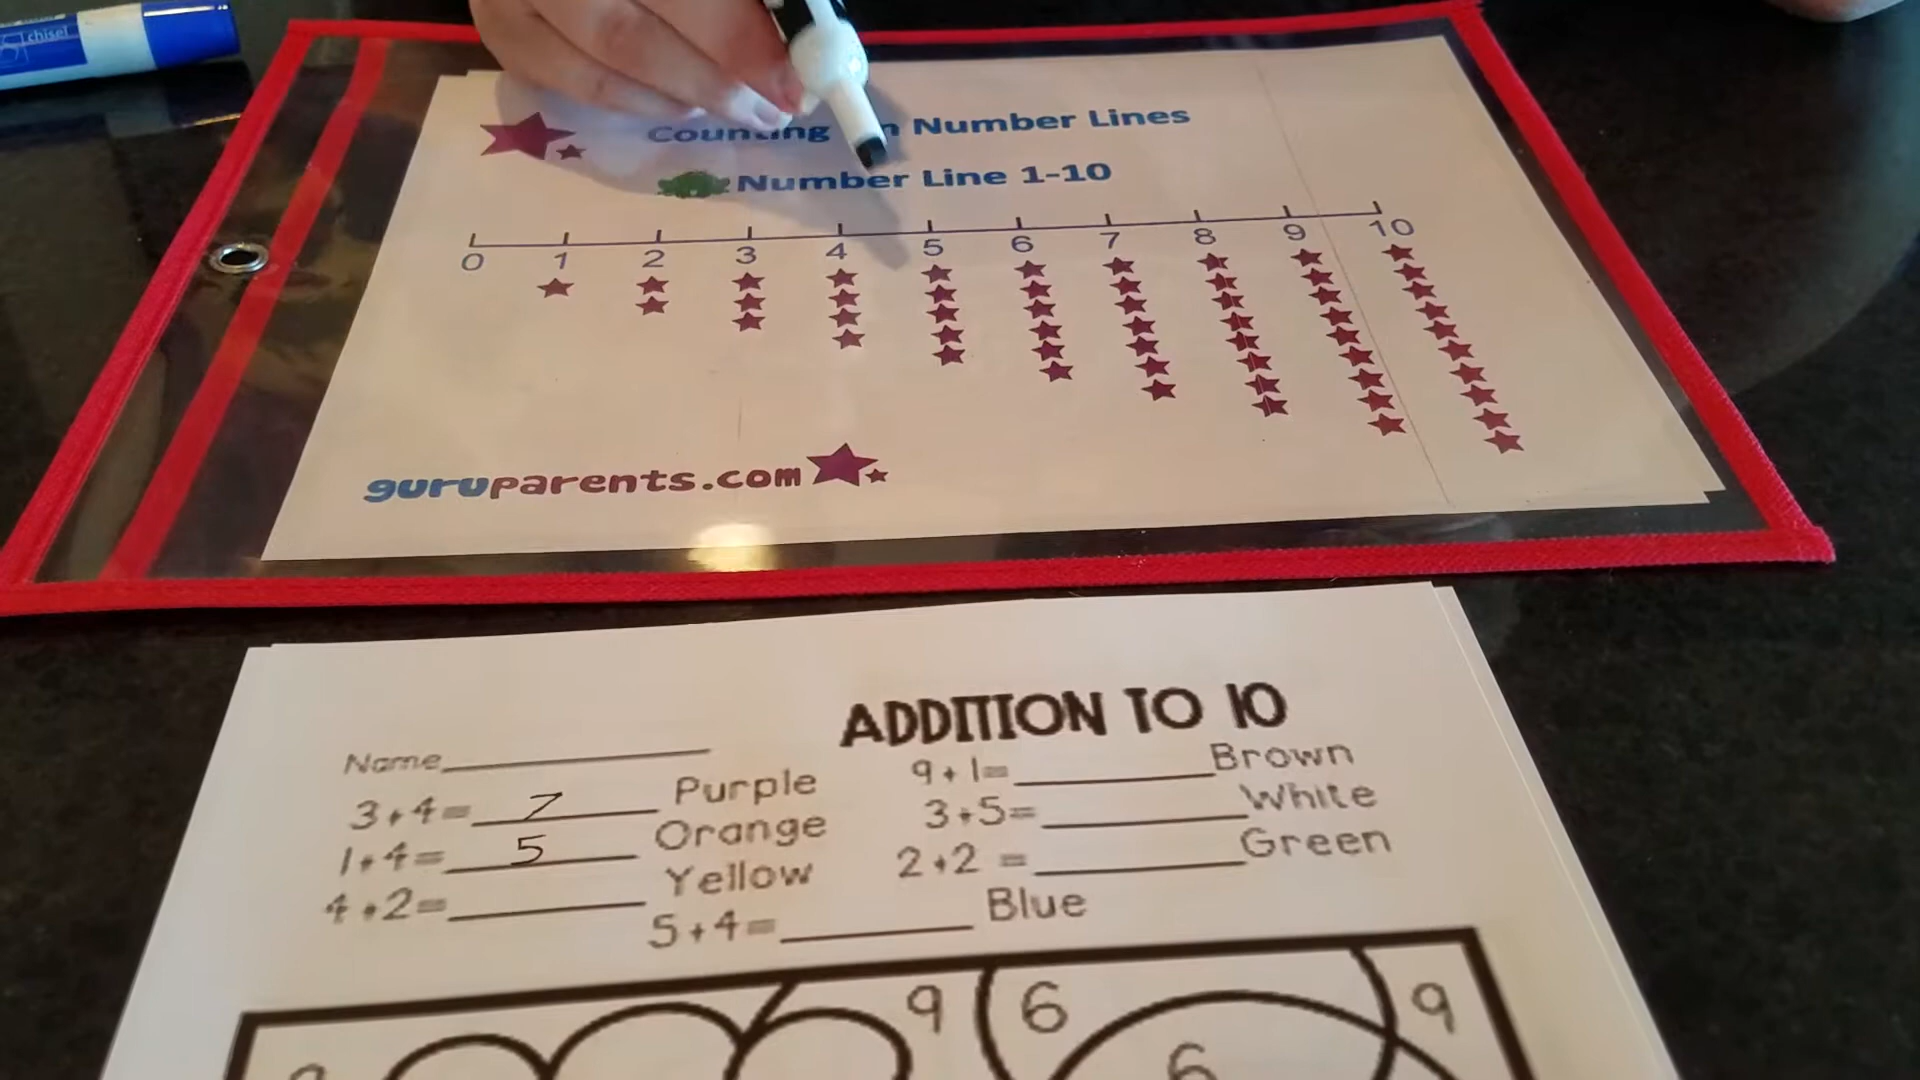 chisel
Counting Number Lines
Number Line 1-10
0 1 2 3 4 5 6 7 8 9 10
guruparents.com
ADDITION TO 10
Name
3+4= 7 Purple
1+4= 5 Orange
4+2= Yellow
9+1= Brown
3+5= White
2+2 = Green
5+4= Blue
9 6 9
6